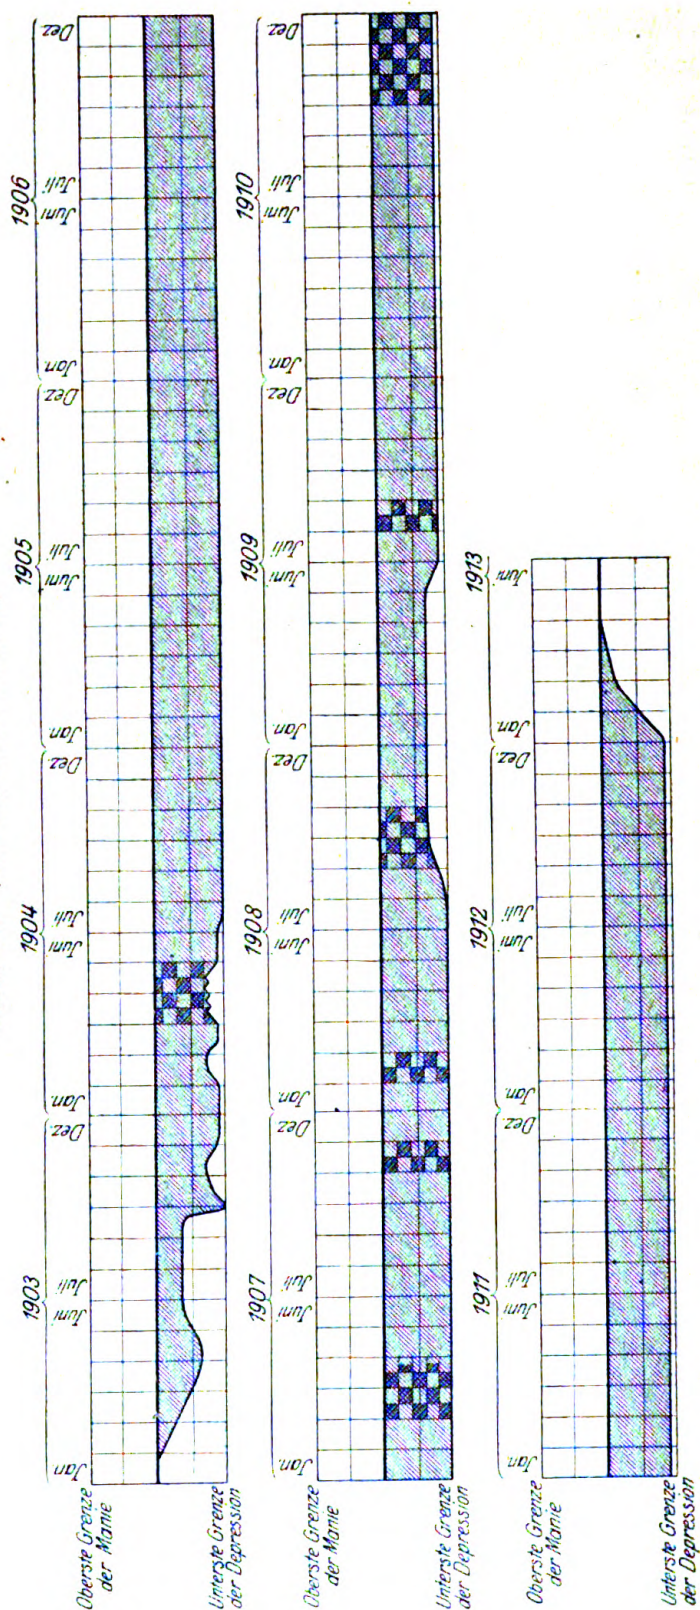 1903
1904
1905
1906
Jan.
Juni
Juli
Dez.
Jan.
Juni
Juli
Dez.
Jan.
Juni
Juli
Dez.
Jan.
Juni
Juli
Dez.
Oberste Grenze
der Manie
Unterste Grenze
der Depression
1907
1908
1909
1910
Jan.
Juni
Juli
Dez.
Jan.
Juni
Juli
Dez.
Jan.
Juni
Juli
Dez.
Jan.
Juni
Juli
Dez.
Oberste Grenze
der Manie
Unterste Grenze
der Depression
1911
1912
1913
Jan.
Juni
Juli
Dez.
Jan.
Juni
Juli
Dez.
Jan.
Juni
Oberste Grenze
der Manie
Unterste Grenze
der Depression